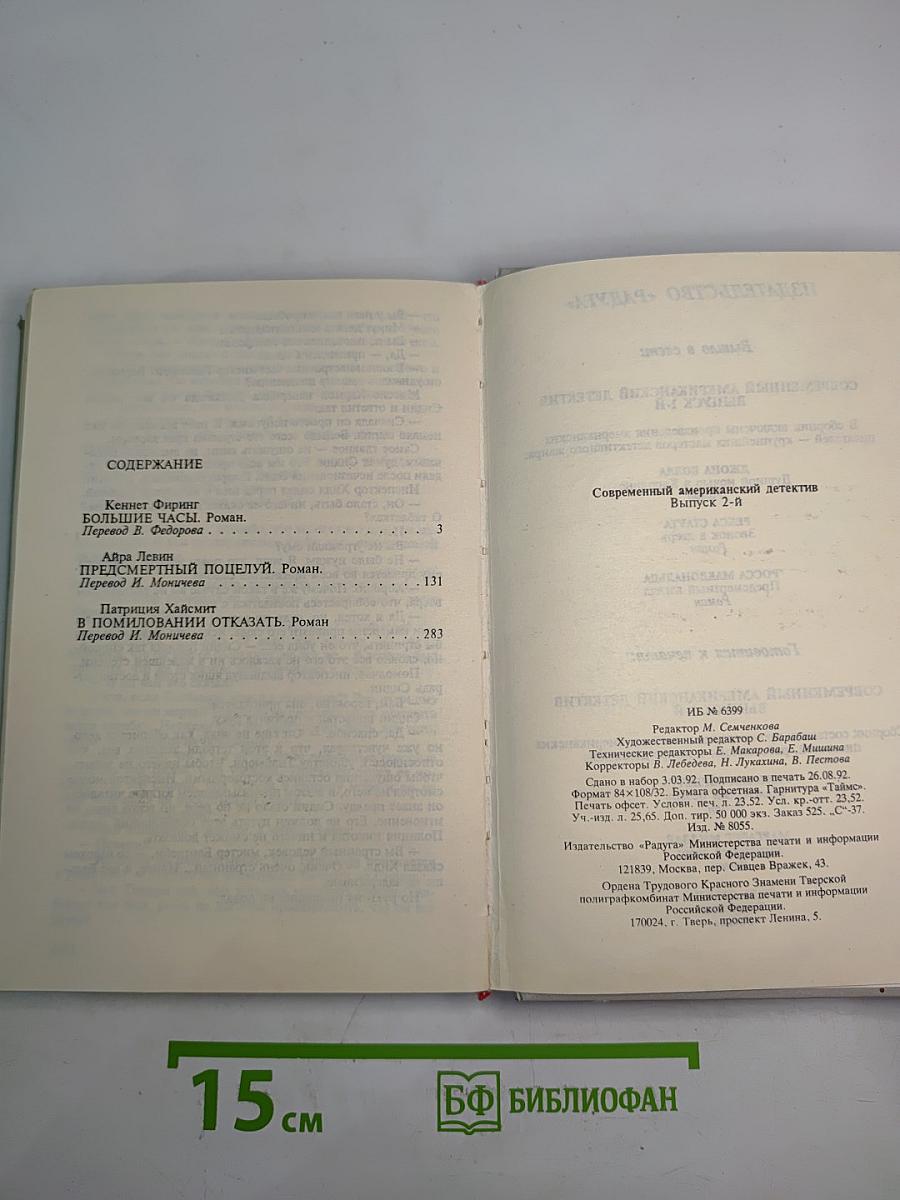 СОДЕРЖАНИЕ
Кеннет Фиринг
БОЛЬШИЕ ЧАСЫ. Роман.
Перевод В. Федорова . . . . . . . . . . . . . . . . . . 3
Айра Левин
ПРЕДСМЕРТНЫЙ ПОЦЕЛУЙ. Роман.
Перевод И. Моничева . . . . . . . . . . . . . . . . . 131
Патриция Хайсмит
В ПОМИЛОВАНИИ ОТКАЗАТЬ. Роман
Перевод И. Моничева . . . . . . . . . . . . . . . . . 283
Современный американский детектив
Выпуск 2-й
ИБ № 6399
Редактор М. Семченкова
Художественный редактор С. Барабаш
Технические редакторы Е. Макарова, Е. Мишина
Корректоры В. Лебедева, Н. Лукахина, В. Пестова
Сдано в набор 3.03.92. Подписано в печать 26.08.92.
Формат 84×108/32. Бумага офсетная. Гарнитура «Таймс».
Печать офсет. Условн. печ. л. 23,52. Усл. кр.-отт. 23,52.
Уч.-изд. л. 25,65. Доп. тир. 50 000 экз. Заказ 525. „С“-37.
Изд. № 8055.
Издательство «Радуга» Министерства печати и информации
Российской Федерации.
121839, Москва, пер. Сивцев Вражек, 43.
Ордена Трудового Красного Знамени Тверской
полиграфкомбинат Министерства печати и информации
Российской Федерации.
170024, г. Тверь, проспект Ленина, 5.
15 см
БФ БИБЛИОФАН